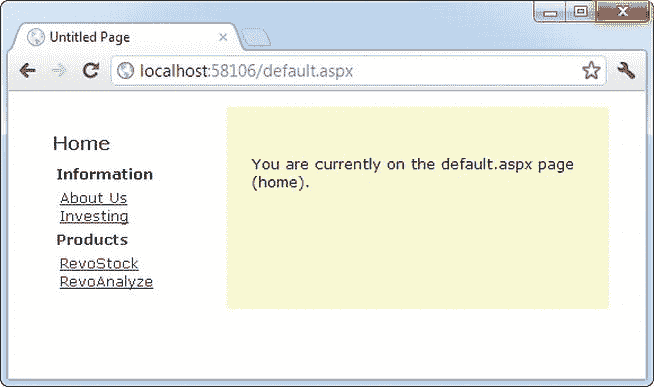 Untitled Page
localhost:58106/default.aspx
Home
Information
About Us
Investing
Products
RevoStock
RevoAnalyze
You are currently on the default.aspx page
(home).